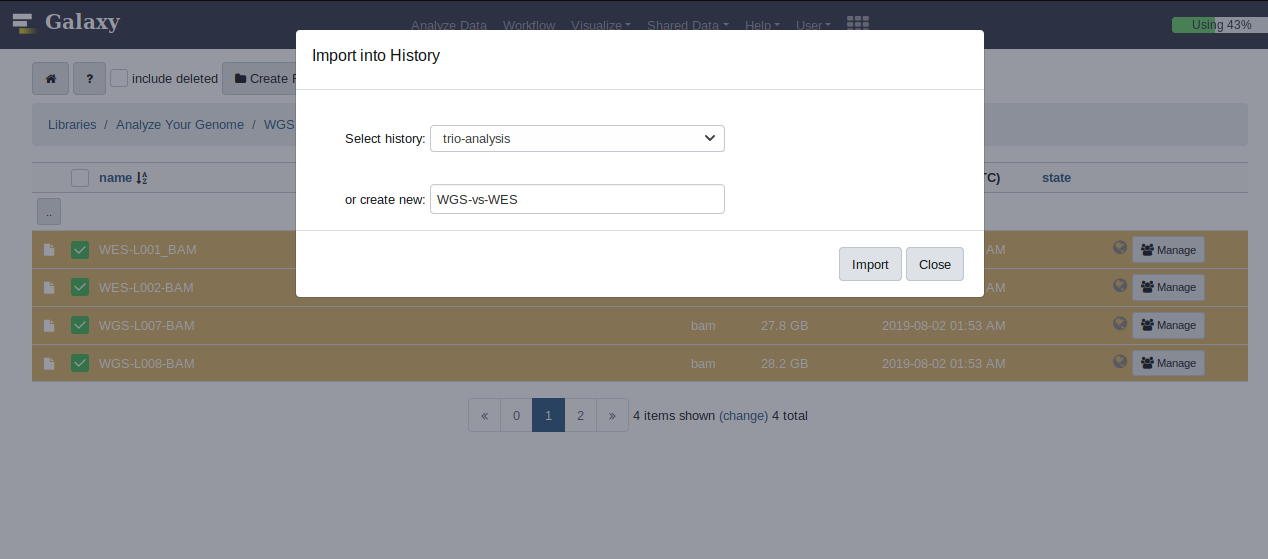 Galaxy Analyze Data Workflow Visualize Shared Data Help User Using 43%
Import into History
? include deleted Create F
Select history: trio-analysis
Libraries / Analyze Your Genome / WGS
name TC) state
or create new: WGS-vs-WES
..
WES-L001_BAM AM Manage
Import Close
WES-L002-BAM AM Manage
WGS-L007-BAM bam 27.8 GB 2019-08-02 01:53 AM Manage
WGS-L008-BAM bam 28.2 GB 2019-08-02 01:53 AM Manage
« 0 1 2 » 4 items shown (change) 4 total